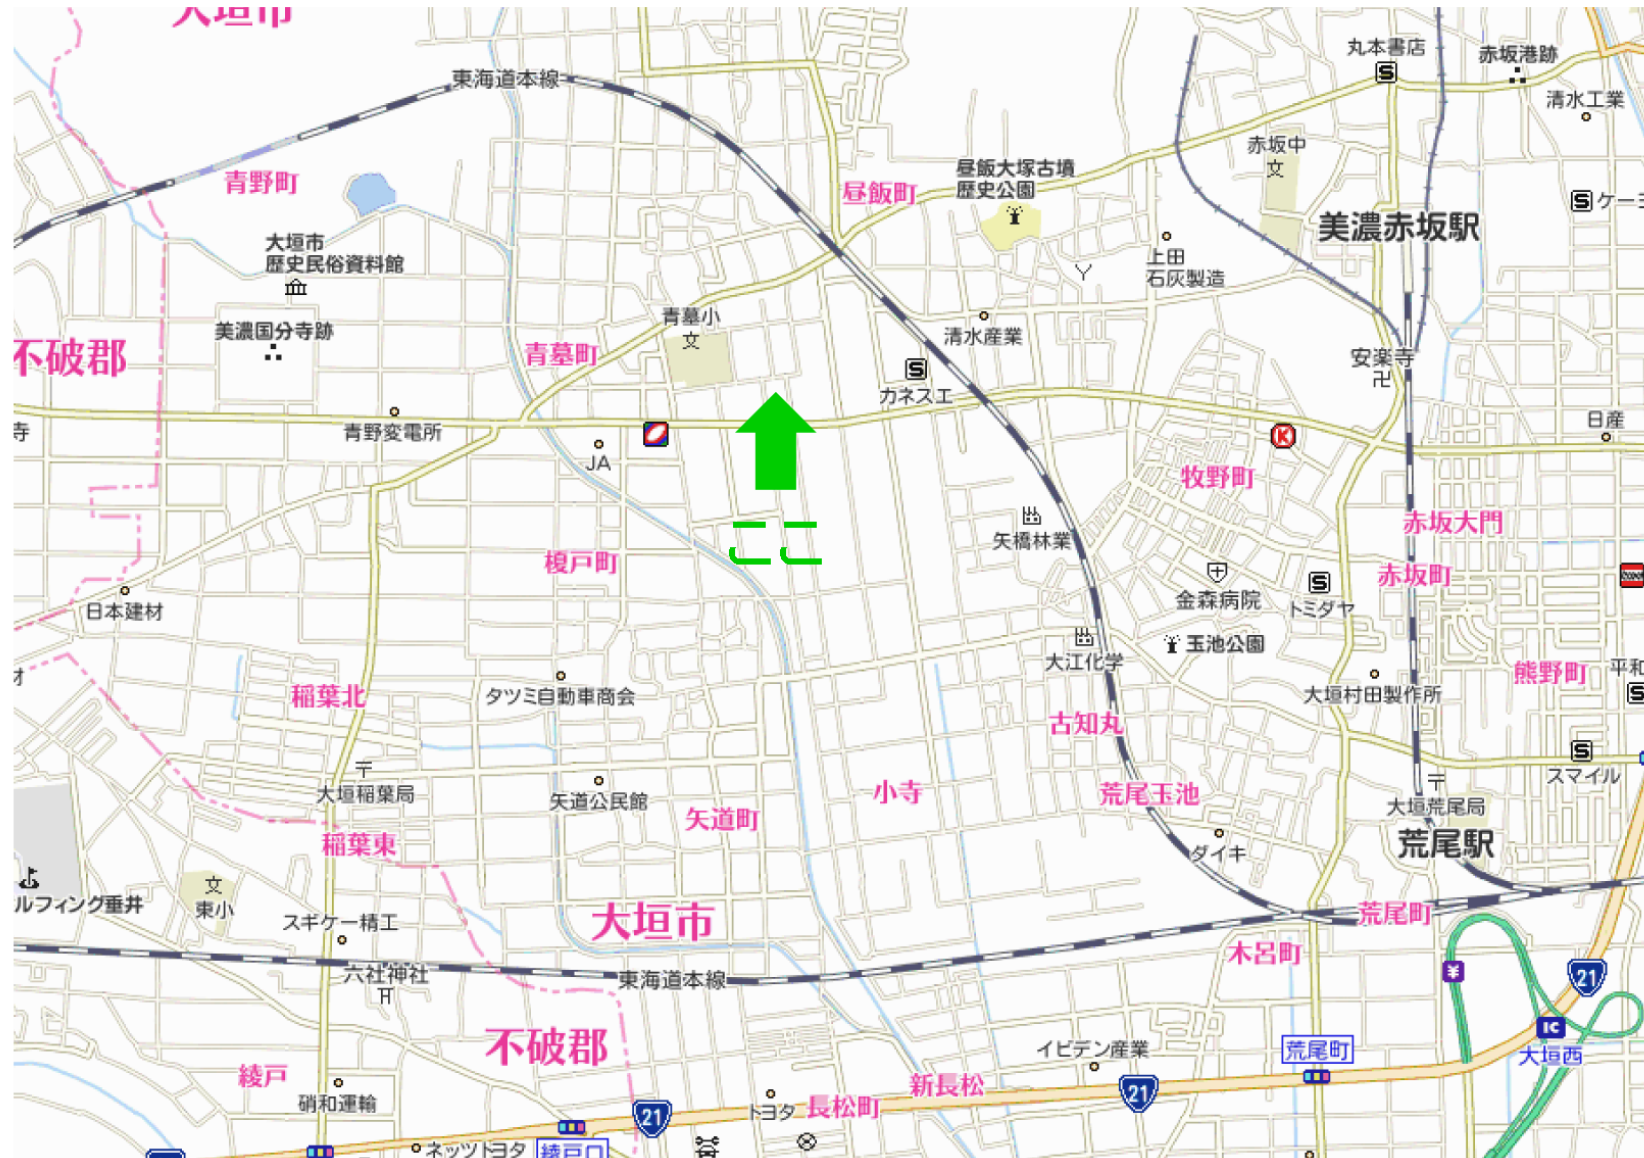 大垣市
東海道本線
丸本書店
赤坂港跡
清水工業
赤坂中
青野町
昼飯大塚古墳
歴史公園
昼飯町
ケーヨ
美濃赤坂駅
大垣市
歴史民俗資料館
上田
石灰製造
美濃国分寺跡
青墓小
清水産業
不破郡
青墓町
安楽寺
カネスエ
寺
青野変電所
日産
JA
牧野町
赤坂大門
矢橋林業
榎戸町
赤坂町
日本建材
金森病院
トミダヤ
玉池公園
大江化学
材
熊野町
平和
稲葉北
タツミ自動車商会
大垣村田製作所
古知丸
スマイル
大垣稲葉局
矢道公民館
小寺
荒尾玉池
大垣荒尾局
矢道町
稲葉東
ダイキ
荒尾駅
ルフィング垂井
東小
スギケー精工
大垣市
荒尾町
木呂町
六社神社
東海道本線
21
IC
不破郡
イビデン産業
荒尾町
大垣西
綾戸
新長松
21
硝和運輸
トヨタ
長松町
21
ネッツトヨタ
綾戸口